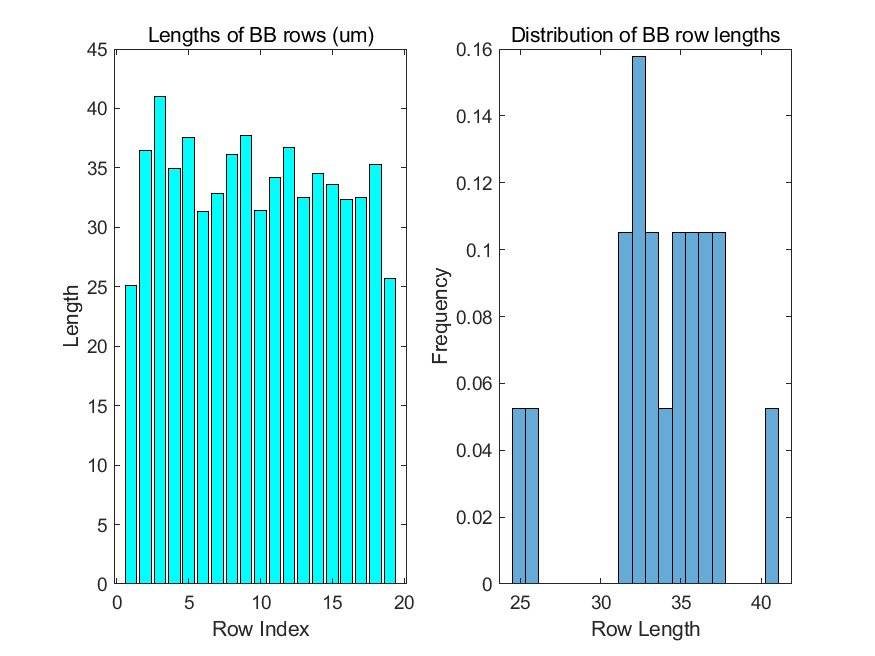 Lengths of BB rows (um)
45
40
35
30
25
20
15
10
5
0
Length
0 5 10 15 20
Row Index
Distribution of BB row lengths
0.16
0.14
0.12
0.1
0.08
0.06
0.04
0.02
0
Frequency
25 30 35 40
Row Length